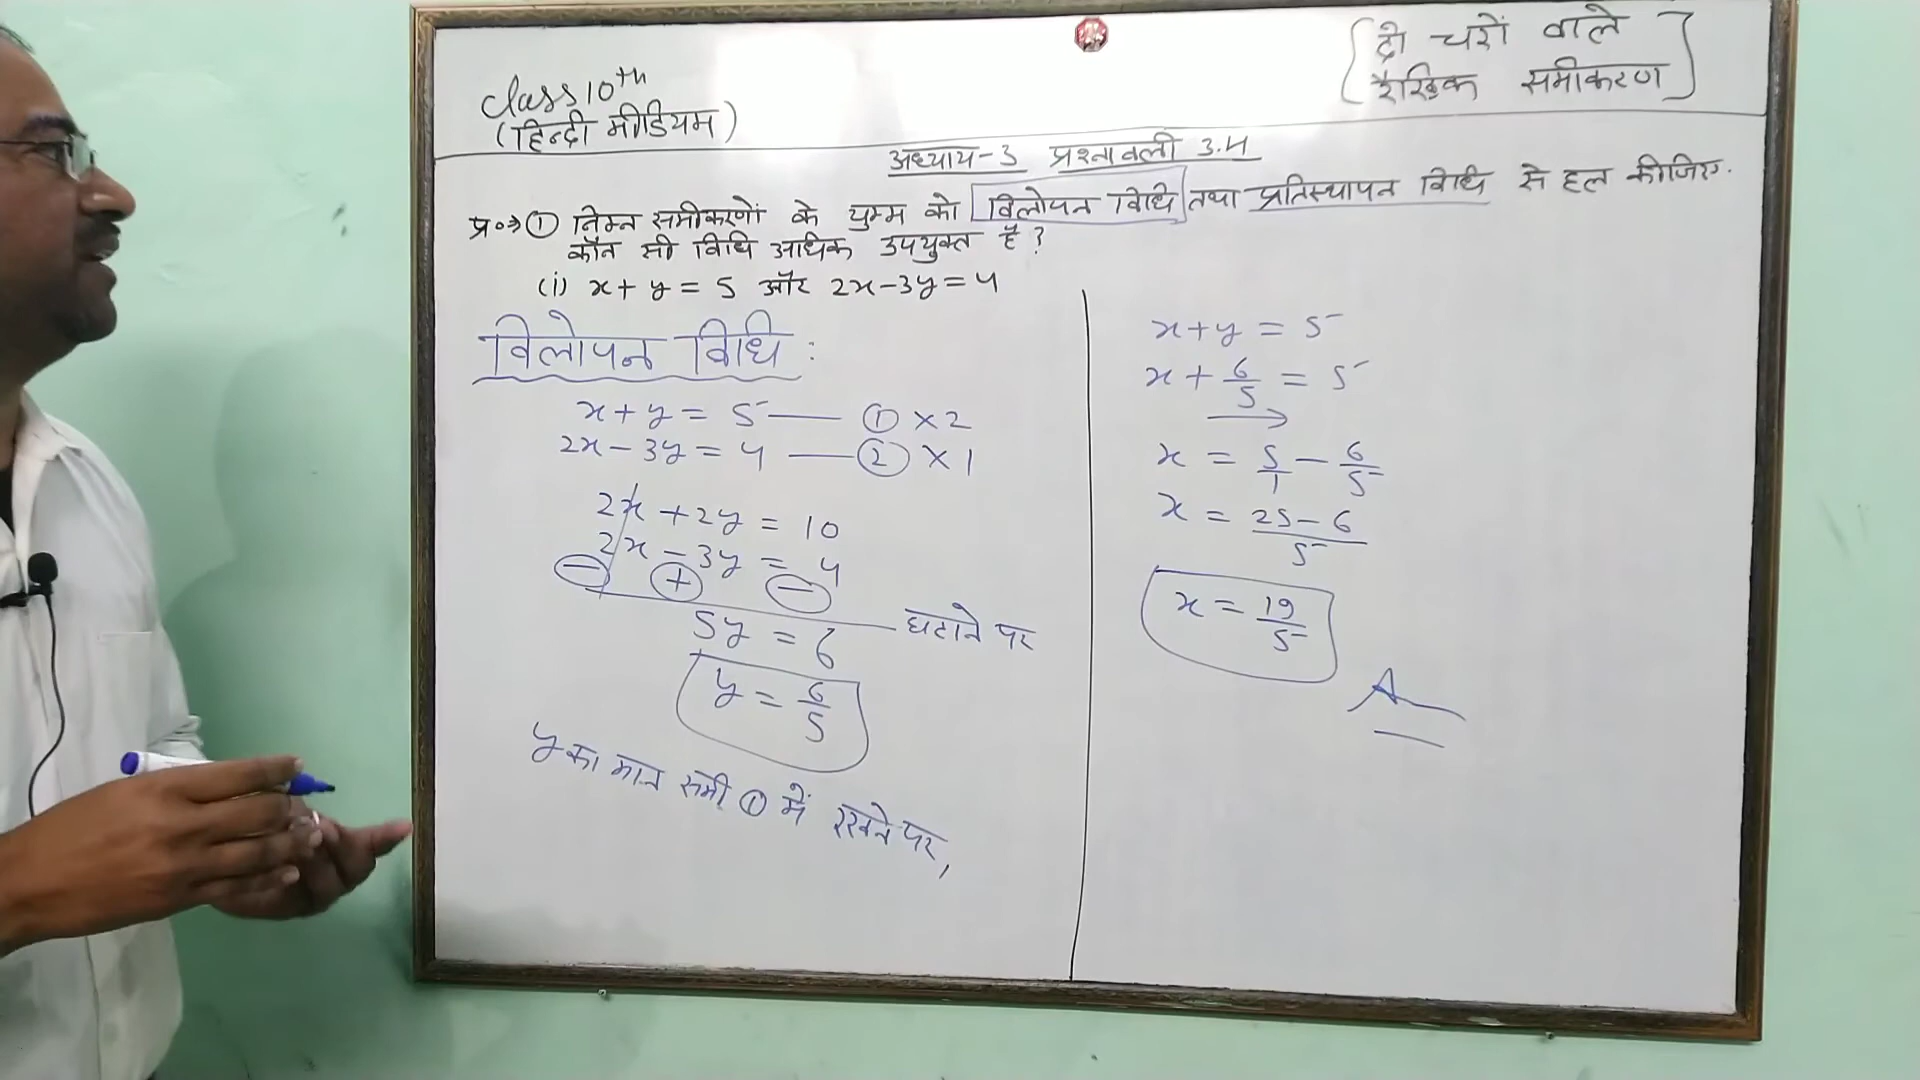 class 10th
(हिन्दी मीडियम)
[दो चरों वाले
रैखिक समीकरण]
अध्याय-3 प्रश्नावली 3.4
प्र०→① निम्न समीकरणों के युग्म को विलोपन विधि तथा प्रतिस्थापन विधि से हल कीजिए.
कौन सी विधि अधिक उपयुक्त है?
(i) x+y=5 और 2x-3y=4
विलोपन विधि:
x+y=5 — ① ×2
2x-3y=4 — ② ×1
2x+2y=10
2x-3y=4
- + -
5y=6 घटाने पर
y=6/5
y का मान समी ① में रखने पर,
x+y=5
x+6/5=5
→
x=5/1-6/5
x=25-6/5
x=19/5